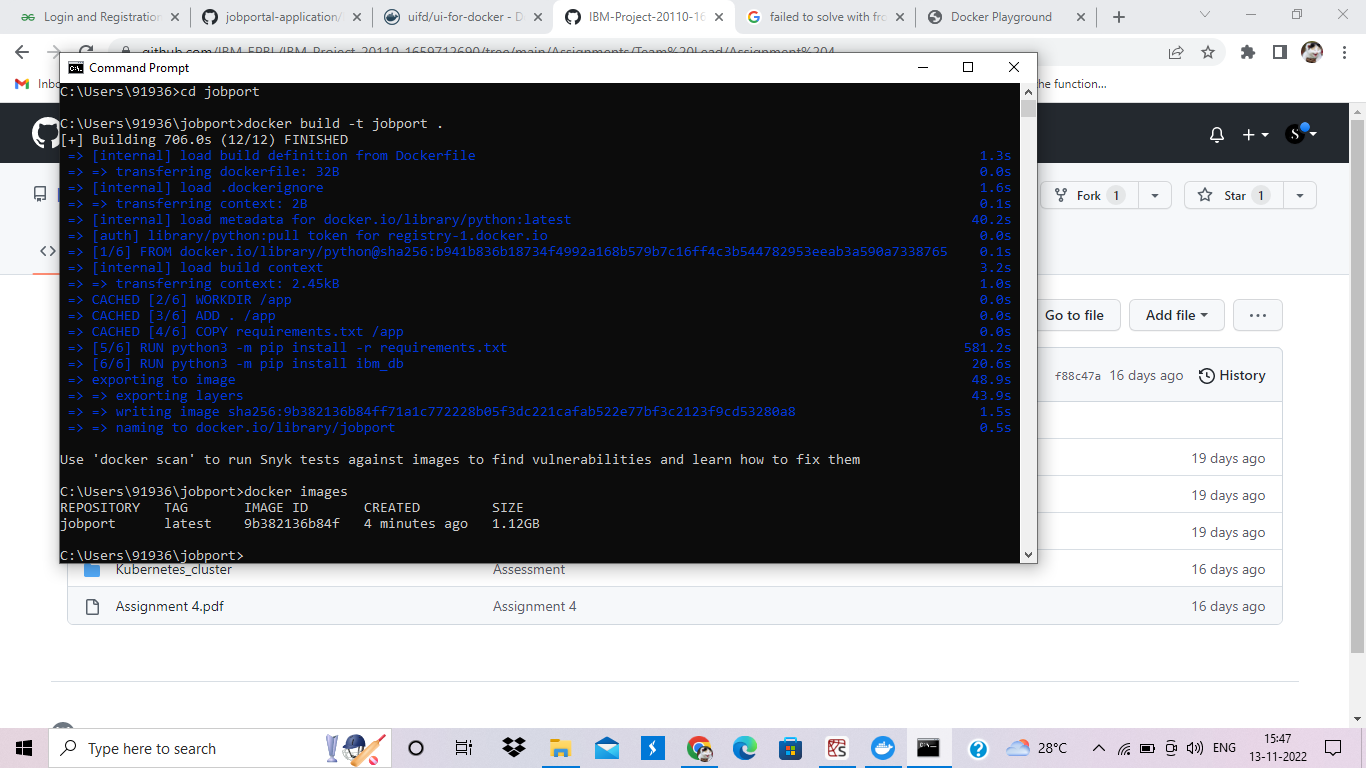 Login and Registration
jobportal-application/
uifd/ui-for-docker - D
IBM-Project-20110-16
failed to solve with fro
Docker Playground
github.com/IBM-EPBL/IBM-Project-20110-1659712690/tree/main/Assignments/Team%20Lead/Assignment%204
Inbo
he function...
Command Prompt
C:\Users\91936>cd jobport
C:\Users\91936\jobport>docker build -t jobport .
[+] Building 706.0s (12/12) FINISHED
=> [internal] load build definition from Dockerfile 1.3s
=> => transferring dockerfile: 32B 0.0s
=> [internal] load .dockerignore 1.6s
=> => transferring context: 2B 0.1s
=> [internal] load metadata for docker.io/library/python:latest 40.2s
=> [auth] library/python:pull token for registry-1.docker.io 0.0s
=> [1/6] FROM docker.io/library/python@sha256:b941b836b18734f4992a168b579b7c16ff4c3b544782953eeab3a590a7338765 0.1s
=> [internal] load build context 3.2s
=> => transferring context: 2.45kB 1.0s
=> CACHED [2/6] WORKDIR /app 0.0s
=> CACHED [3/6] ADD . /app 0.0s
=> CACHED [4/6] COPY requirements.txt /app 0.0s
=> [5/6] RUN python3 -m pip install -r requirements.txt 581.2s
=> [6/6] RUN python3 -m pip install ibm_db 20.6s
=> exporting to image 48.9s
=> => exporting layers 43.9s
=> => writing image sha256:9b382136b84ff71a1c772228b05f3dc221cafab522e77bf3c2123f9cd53280a8 1.5s
=> => naming to docker.io/library/jobport 0.5s
Use 'docker scan' to run Snyk tests against images to find vulnerabilities and learn how to fix them
C:\Users\91936\jobport>docker images
REPOSITORY TAG IMAGE ID CREATED SIZE
jobport latest 9b382136b84f 4 minutes ago 1.12GB
C:\Users\91936\jobport>
S
Fork 1
Star 1
Go to file
Add file
f88c47a 16 days ago History
19 days ago
19 days ago
19 days ago
Kubernetes_cluster Assessment 16 days ago
Assignment 4.pdf Assignment 4 16 days ago
Type here to search
28°C
ENG
15:47
13-11-2022